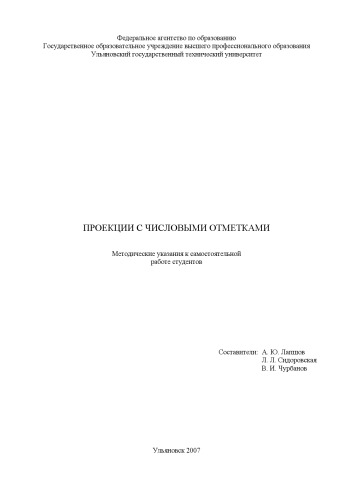 Федеральное агентство по образованию
Государственное образовательное учреждение высшего профессионального образования
Ульяновский государственный технический университет
ПРОЕКЦИИ С ЧИСЛОВЫМИ ОТМЕТКАМИ
Методические указания к самостоятельной
работе студентов
Составители: А. Ю. Лапшов
Л. Л. Сидоровская
В. И. Чурбанов
Ульяновск 2007